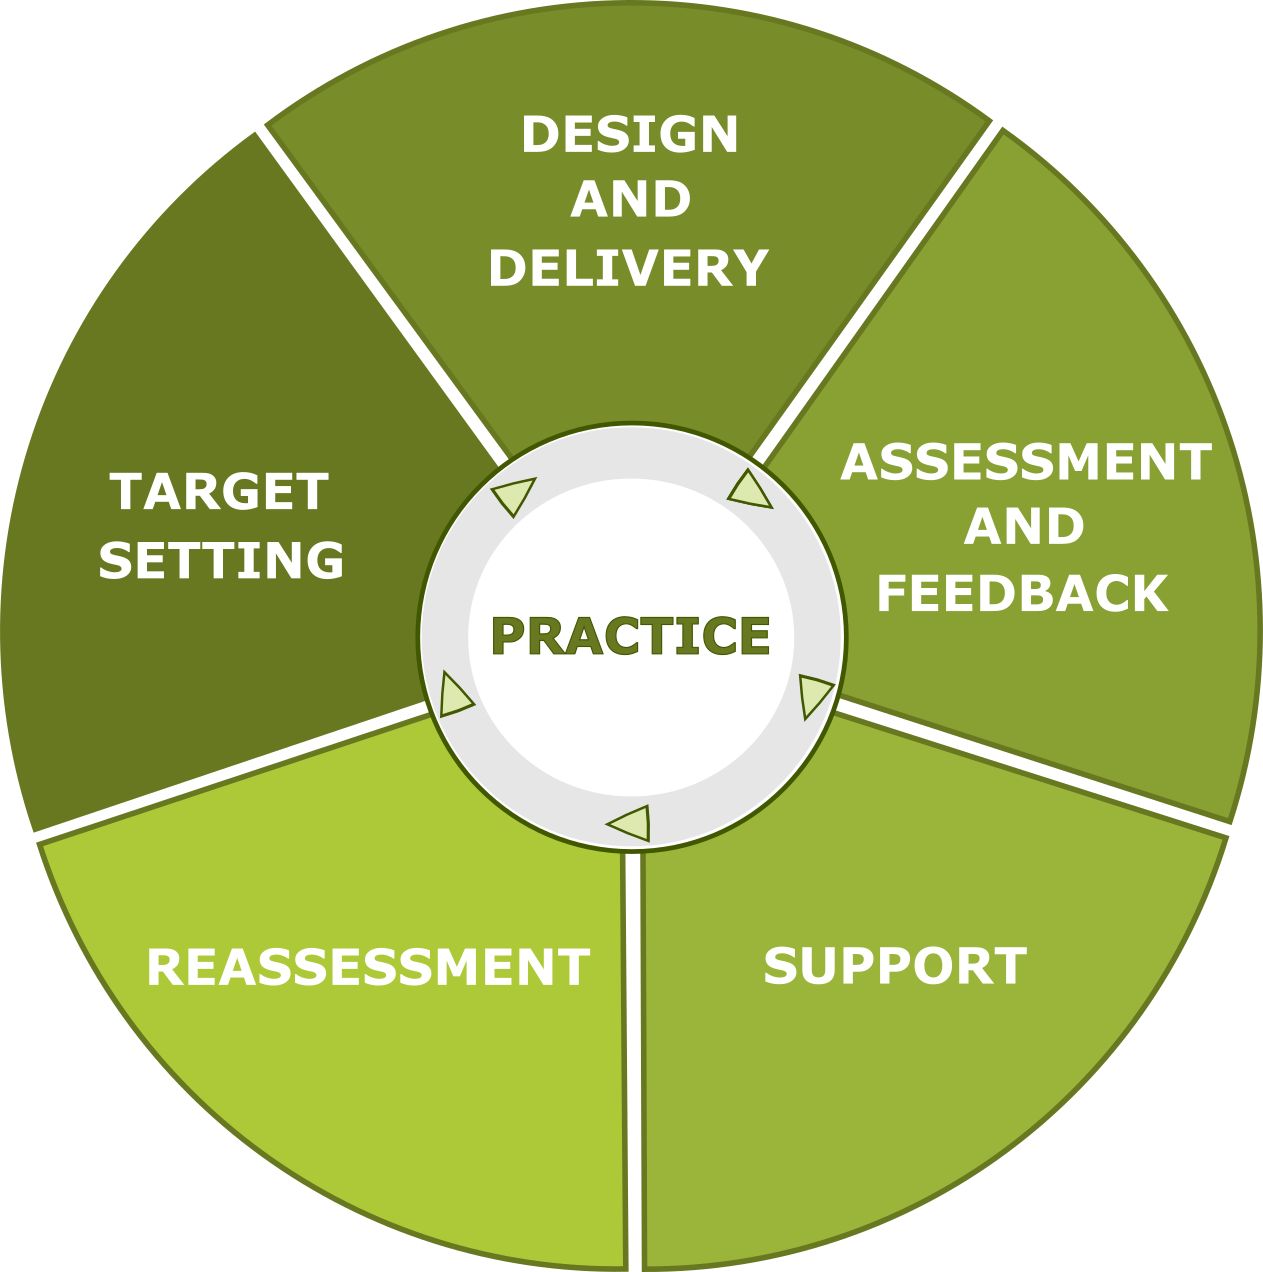 DESIGN
AND
DELIVERY
ASSESSMENT
AND
FEEDBACK
TARGET
SETTING
PRACTICE
REASSESSMENT
SUPPORT